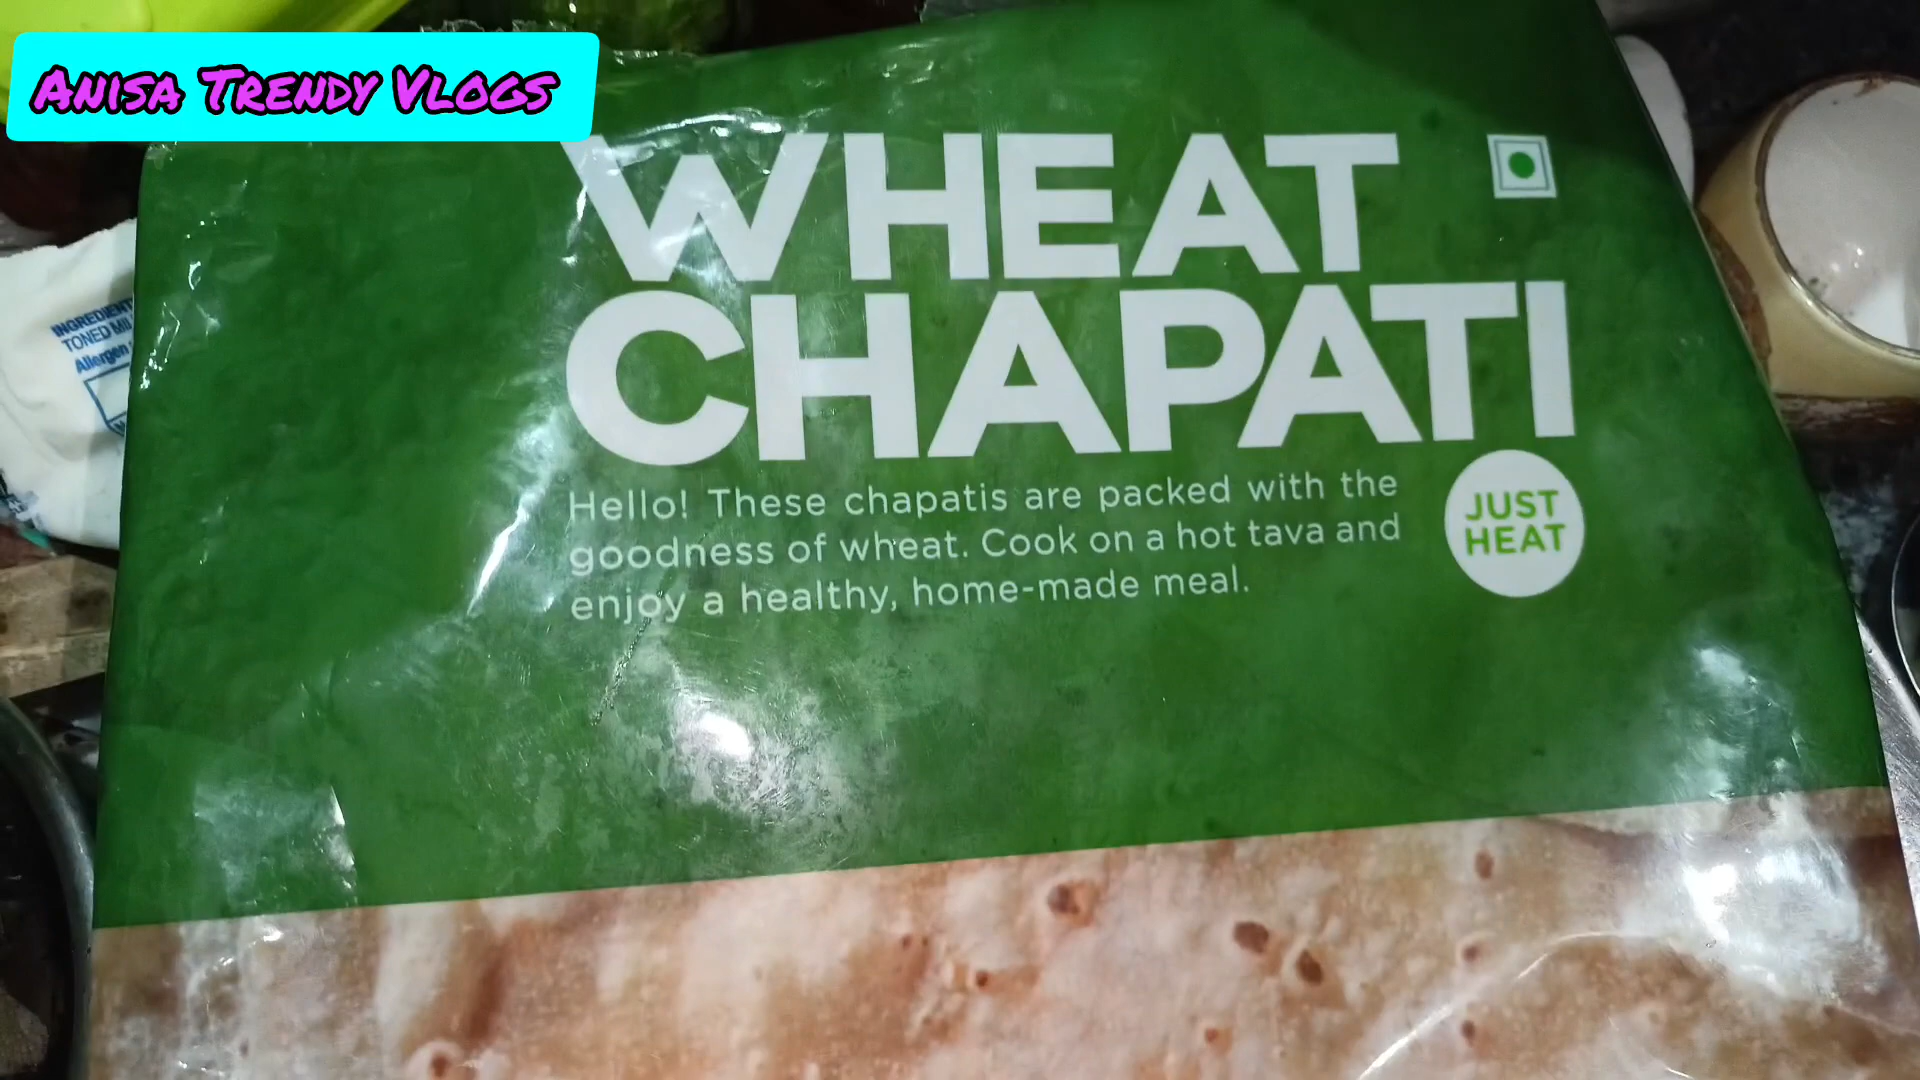 Anisa Trendy Vlogs
WHEAT
CHAPATI
Hello! These chapatis are packed with the
goodness of wheat. Cook on a hot tava and
enjoy a healthy, home-made meal.
JUST
HEAT
INGREDIENT
TONED MIL
Allergen